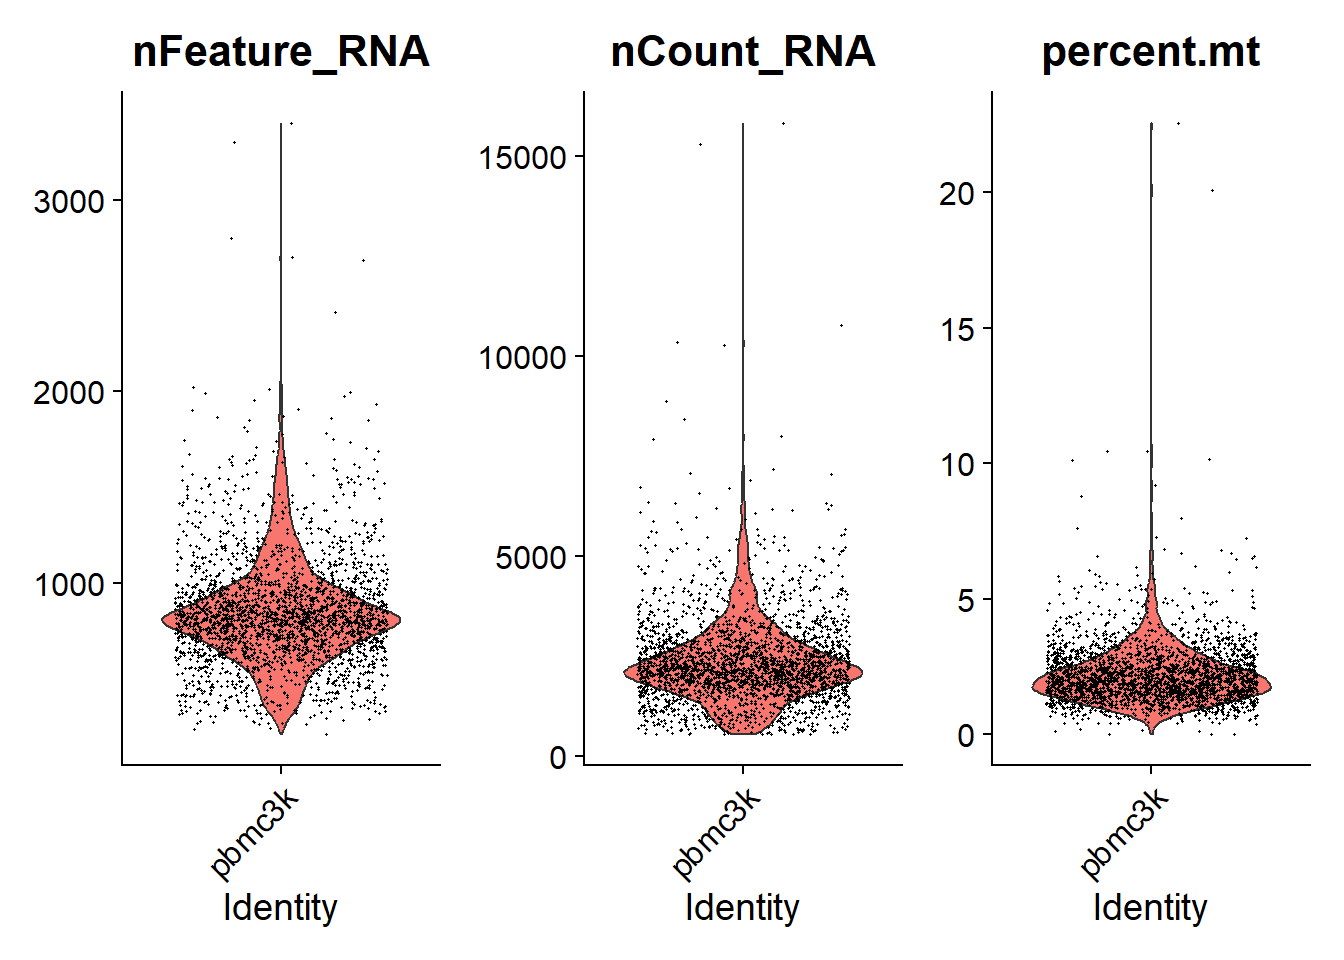 nFeature_RNA
3000
2000
1000
pbmc3k
Identity
nCount_RNA
15000
10000
5000
0
pbmc3k
Identity
percent.mt
20
15
10
5
0
pbmc3k
Identity